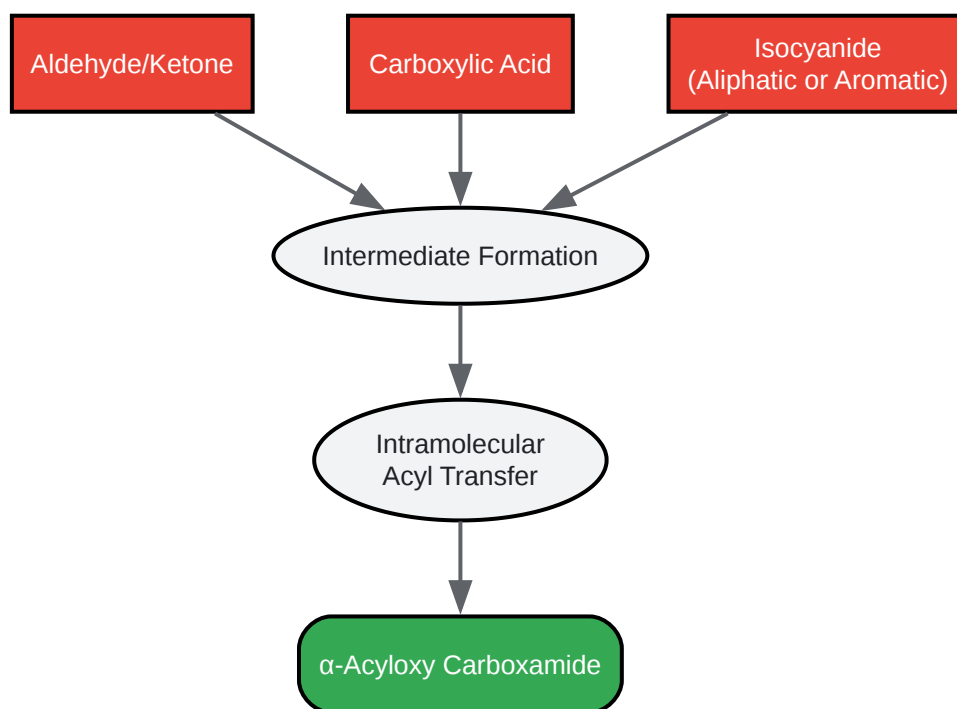 Aldehyde/Ketone
Carboxylic Acid
Isocyanide
(Aliphatic or Aromatic)
Intermediate Formation
Intramolecular
Acyl Transfer
α-Acyloxy Carboxamide